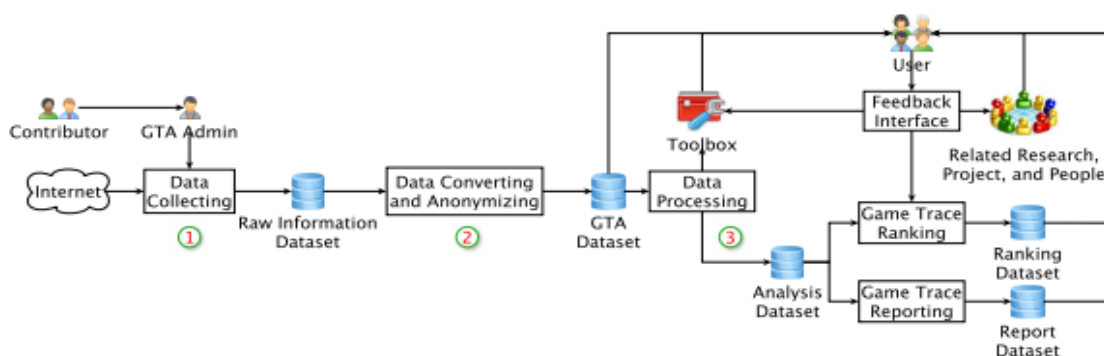 User
Contributor
GTA Admin
Toolbox
Feedback
Interface
Related Research,
Project, and People
Internet
Data
Collecting
1
Raw Information
Dataset
Data Converting
and Anonymizing
2
GTA
Dataset
Data
Processing
3
Analysis
Dataset
Game Trace
Ranking
Ranking
Dataset
Game Trace
Reporting
Report
Dataset